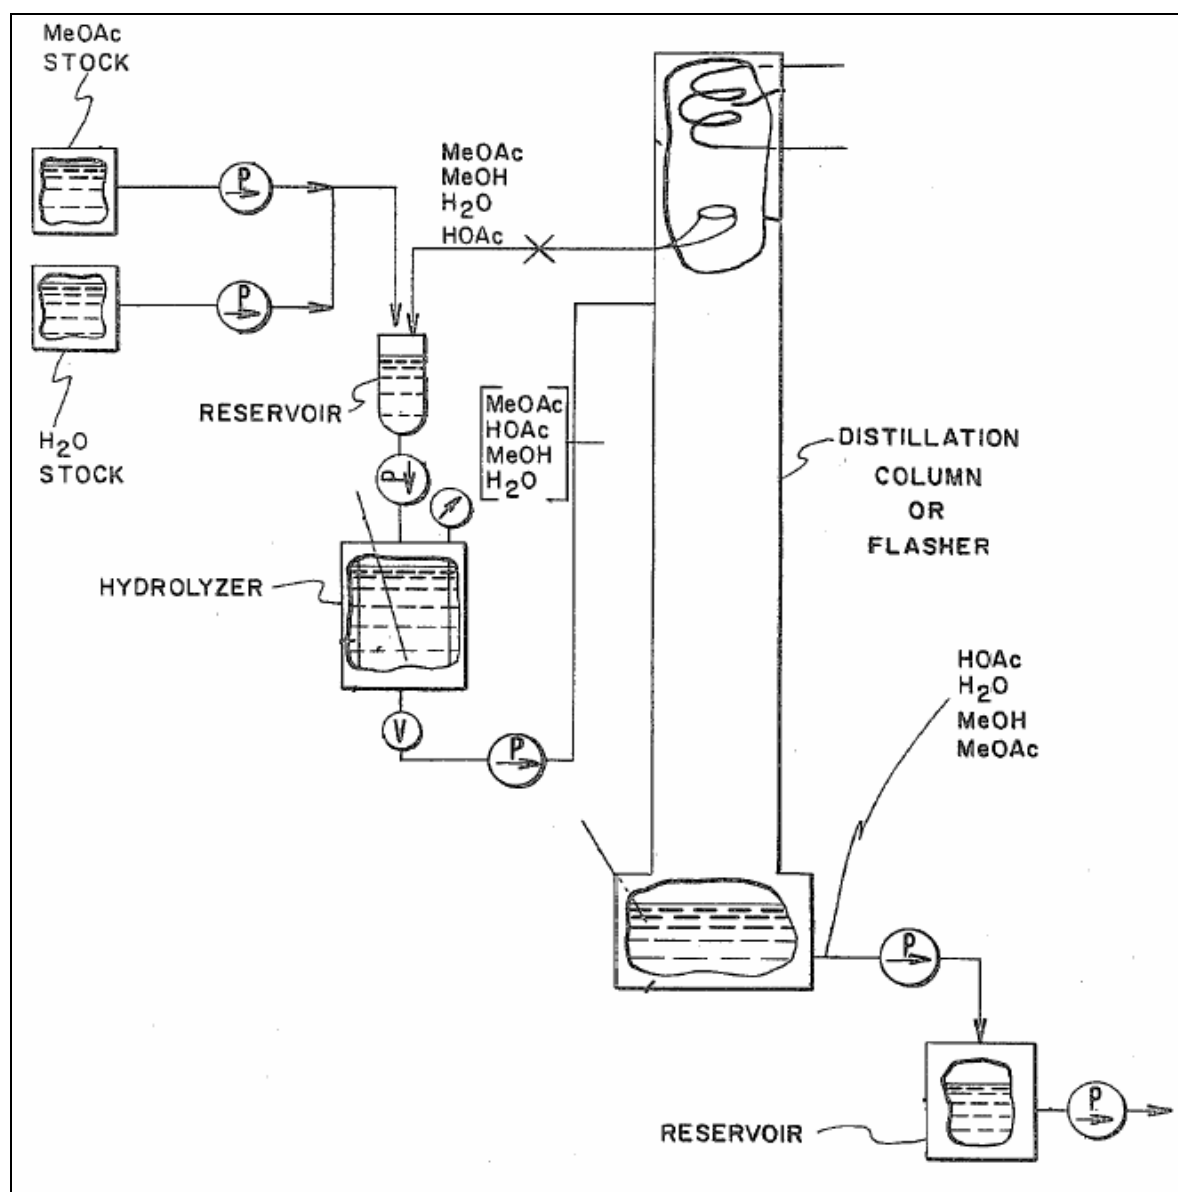 MeOAc
STOCK
P
P
H2O
STOCK
MeOAc
MeOH
H2O
HOAc
RESERVOIR
P
MeOAc
HOAc
MeOH
H2O
DISTILLATION
COLUMN
OR
FLASHER
HYDROLYZER
V
P
HOAc
H2O
MeOH
MeOAc
P
RESERVOIR
P